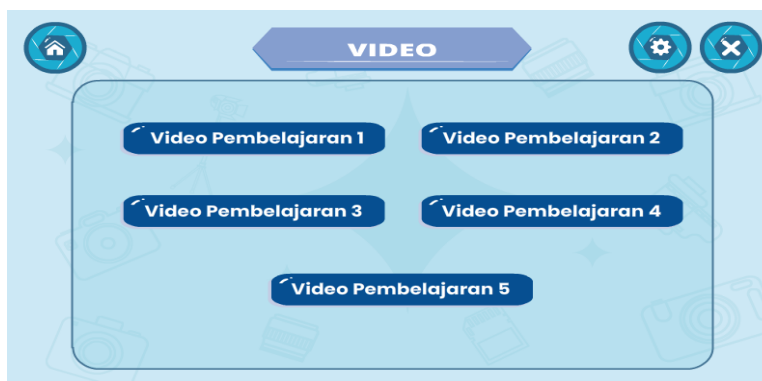 VIDEO
Video Pembelajaran 1
Video Pembelajaran 2
Video Pembelajaran 3
Video Pembelajaran 4
Video Pembelajaran 5